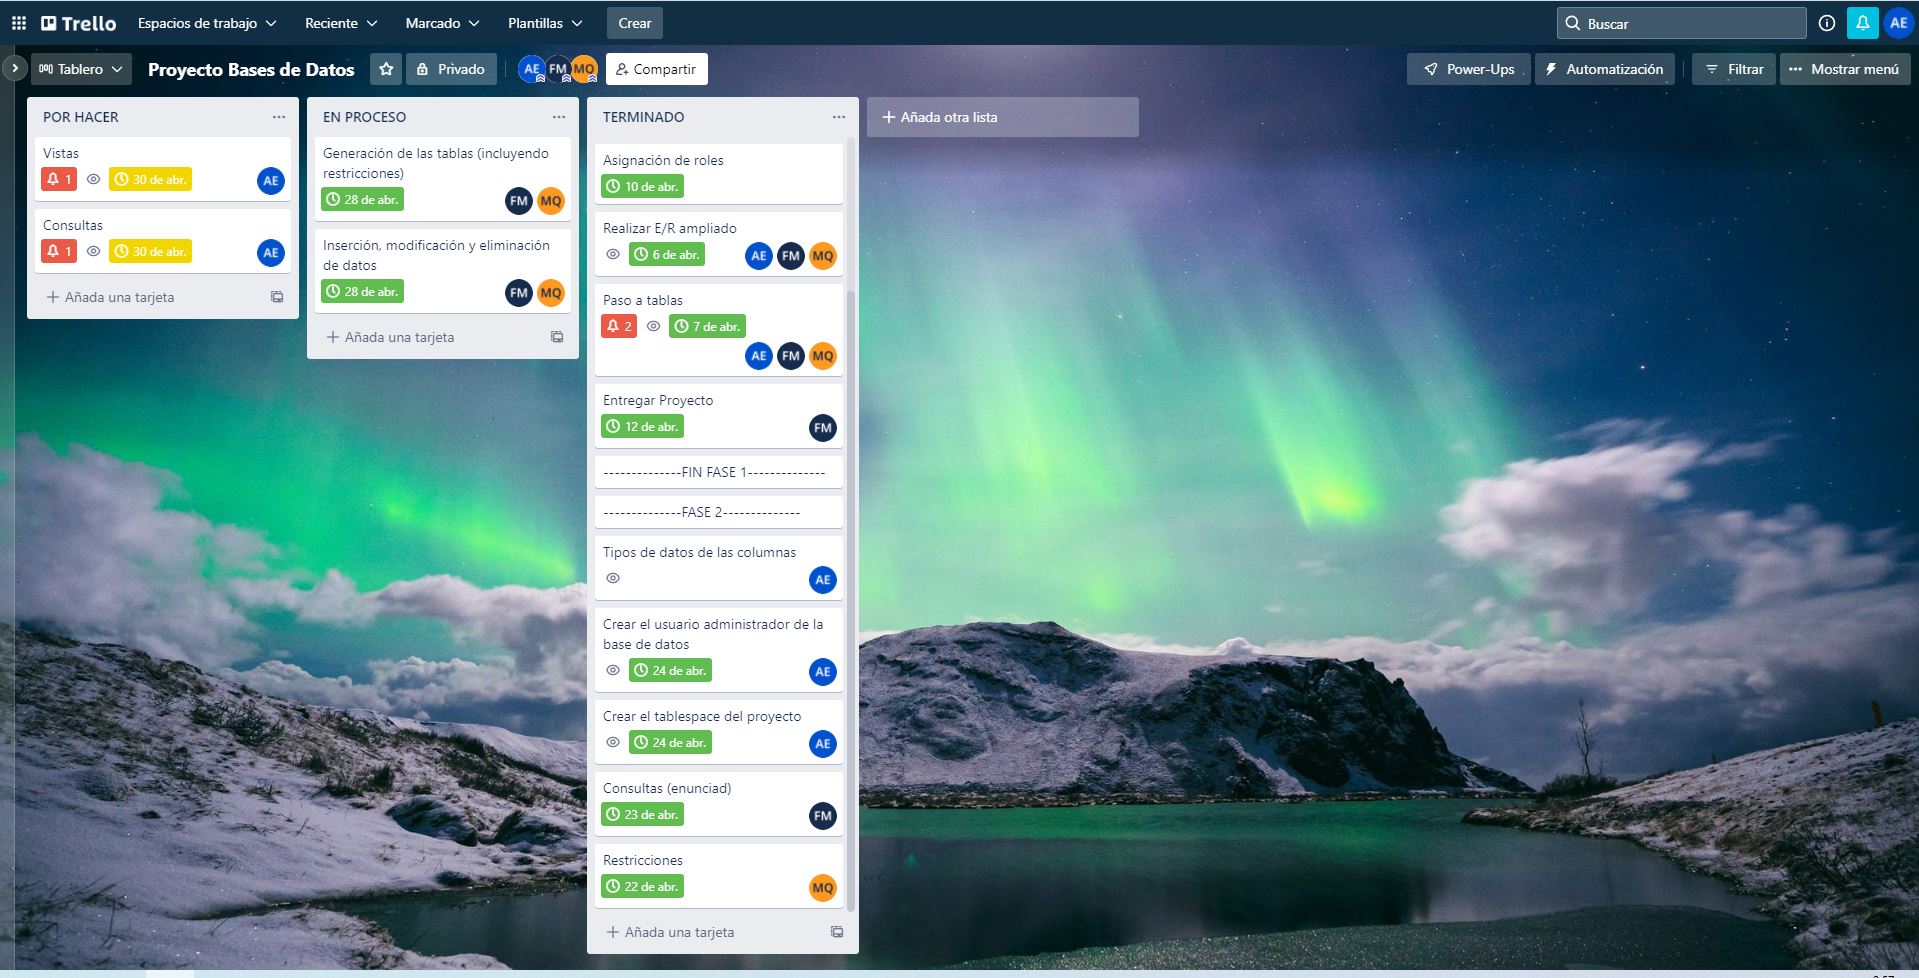 Trello
Espacios de trabajo
Reciente
Marcado
Plantillas
Crear
Buscar
AE
Tablero
Proyecto Bases de Datos
Privado
AE FM MQ
Compartir
Power-Ups
Automatización
Filtrar
··· Mostrar menú
POR HACER ···
Vistas
1 30 de abr. AE
Consultas
1 30 de abr. AE
+ Añada una tarjeta
EN PROCESO ···
Generación de las tablas (incluyendo
restricciones)
28 de abr. FM MQ
Inserción, modificación y eliminación
de datos
28 de abr. FM MQ
+ Añada una tarjeta
TERMINADO ···
Asignación de roles
10 de abr.
Realizar E/R ampliado
6 de abr. AE FM MQ
Paso a tablas
2 7 de abr.
AE FM MQ
Entregar Proyecto
12 de abr. FM
--------------FIN FASE 1--------------
--------------FASE 2--------------
Tipos de datos de las columnas
AE
Crear el usuario administrador de la
base de datos
24 de abr. AE
Crear el tablespace del proyecto
24 de abr. AE
Consultas (enunciad)
23 de abr. FM
Restricciones
22 de abr. MQ
+ Añada una tarjeta
+ Añada otra lista